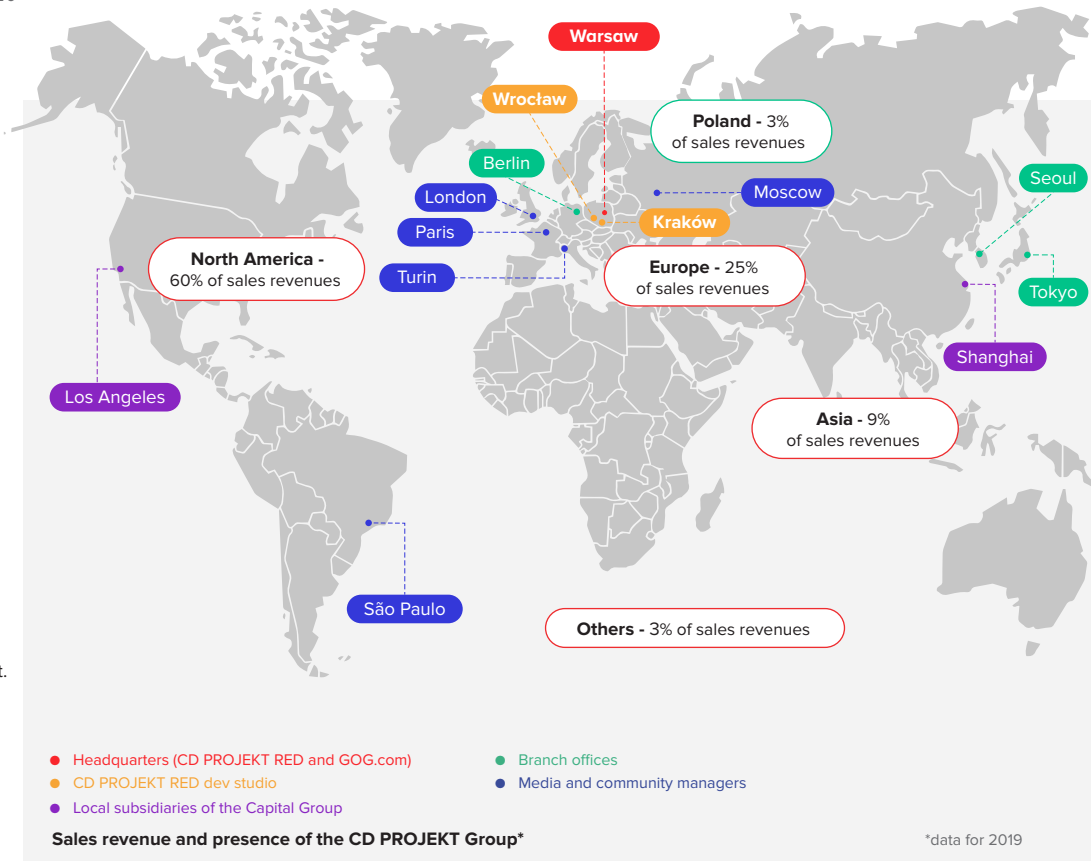 Warsaw
Wrocław
Poland - 3%
of sales revenues
Berlin
Seoul
London
Moscow
Paris
Kraków
North America -
60% of sales revenues
Europe - 25%
of sales revenues
Turin
Tokyo
Shanghai
Los Angeles
Asia - 9%
of sales revenues
São Paulo
Others - 3% of sales revenues
t.
Headquarters (CD PROJEKT RED and GOG.com)
CD PROJEKT RED dev studio
Local subsidiaries of the Capital Group
Branch offices
Media and community managers
Sales revenue and presence of the CD PROJEKT Group*
*data for 2019